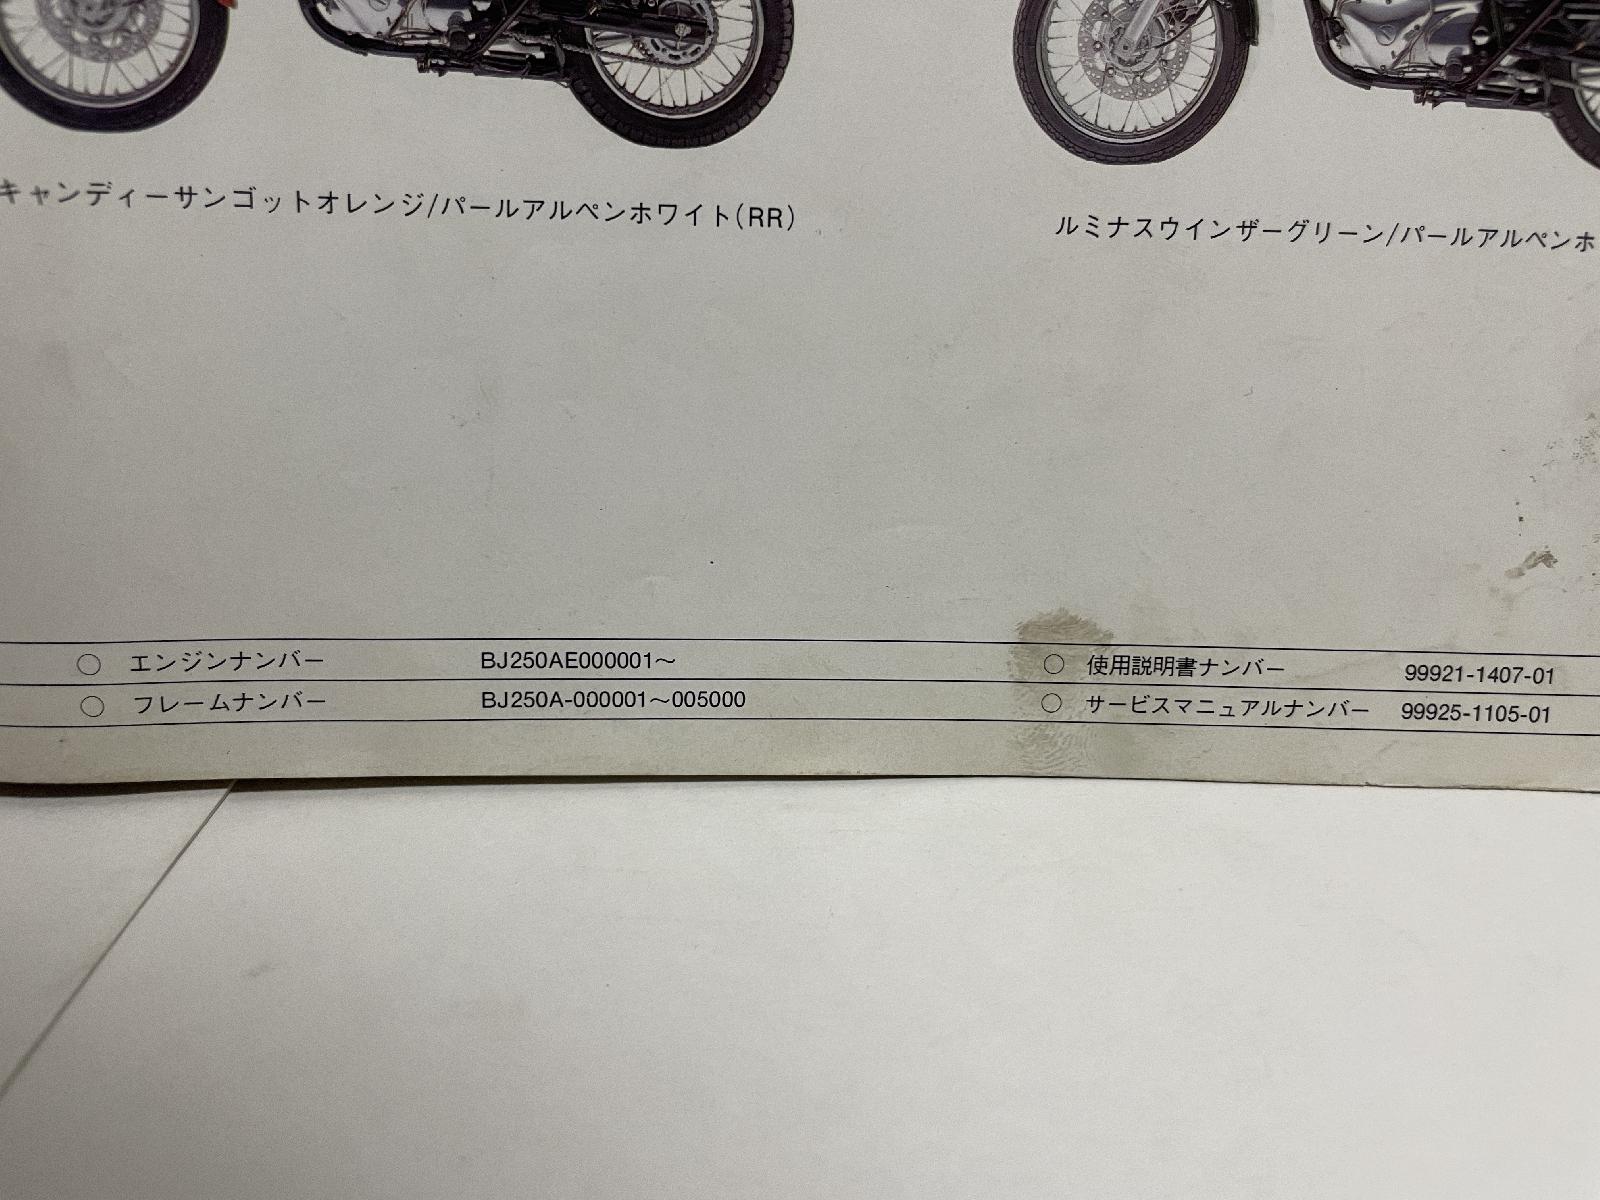 キャンディーサンゴットオレンジ/パールアルペンホワイト(RR)
ルミナスウインザーグリーン/パールアルペンホ
○ エンジンナンバー BJ250AE000001～
○ フレームナンバー BJ250A-000001～005000
○ 使用説明書ナンバー 99921-1407-01
○ サービスマニュアルナンバー 99925-1105-01